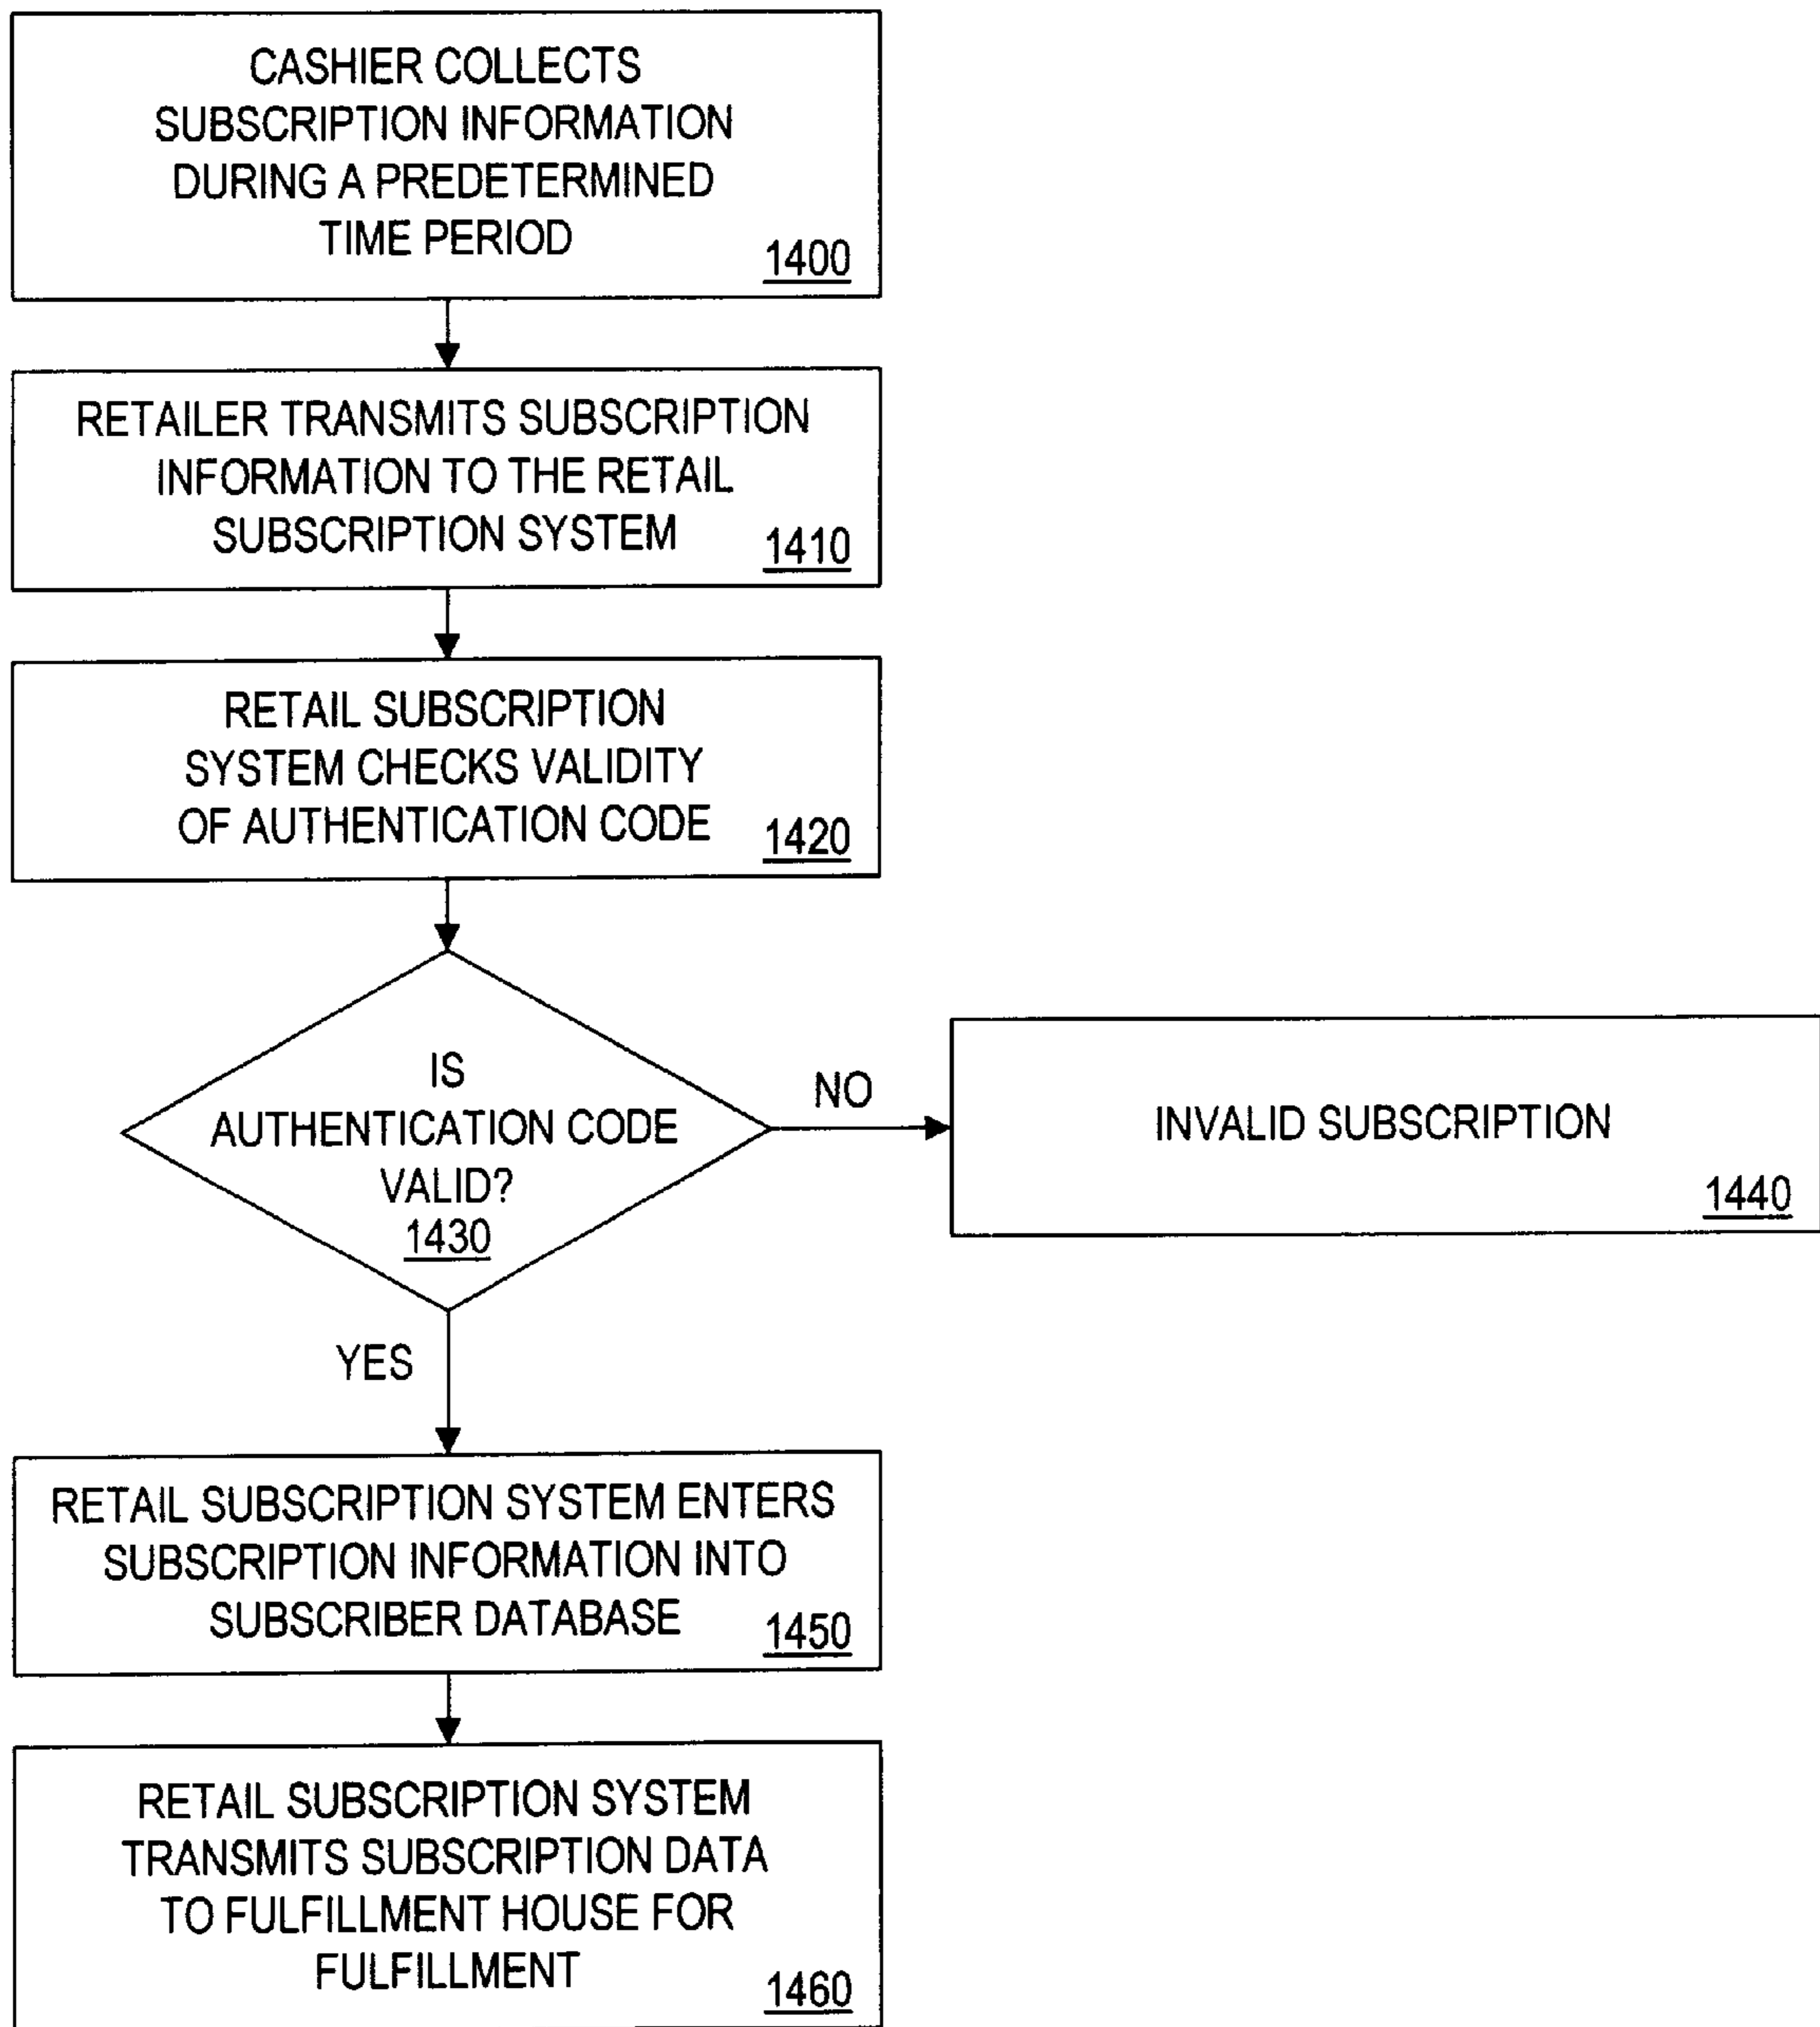 CASHIER COLLECTS
SUBSCRIPTION INFORMATION
DURING A PREDETERMINED
TIME PERIOD
1400
RETAILER TRANSMITS SUBSCRIPTION
INFORMATION TO THE RETAIL
SUBSCRIPTION SYSTEM
1410
RETAIL SUBSCRIPTION
SYSTEM CHECKS VALIDITY
OF AUTHENTICATION CODE
1420
IS
AUTHENTICATION CODE
VALID?
1430
NO
INVALID SUBSCRIPTION
1440
YES
RETAIL SUBSCRIPTION SYSTEM ENTERS
SUBSCRIPTION INFORMATION INTO
SUBSCRIBER DATABASE
1450
RETAIL SUBSCRIPTION SYSTEM
TRANSMITS SUBSCRIPTION DATA
TO FULFILLMENT HOUSE FOR
FULFILLMENT
1460